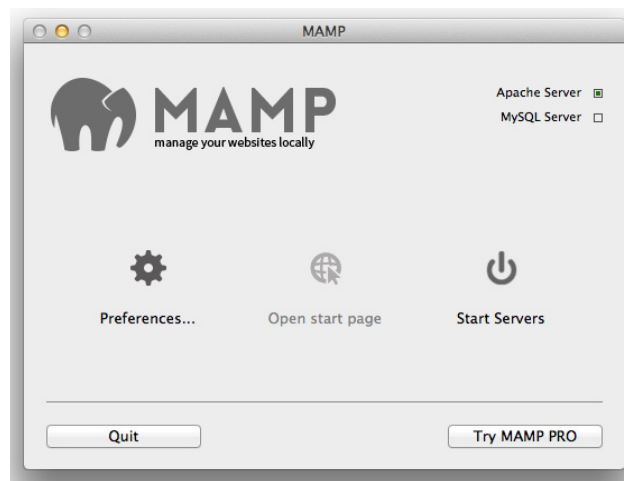 MAMP
MAMP
manage your websites locally
Apache Server
MySQL Server
Preferences...
Open start page
Start Servers
Quit
Try MAMP PRO